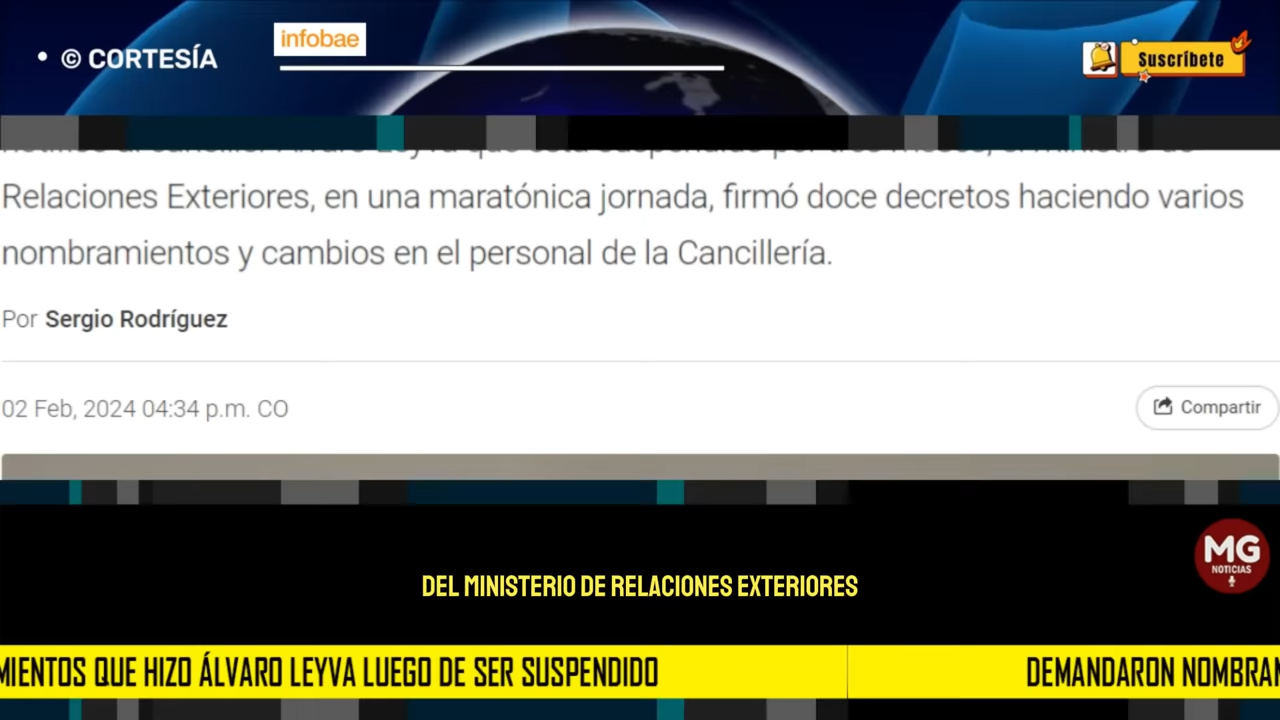 • © CORTESÍA
infobae
Suscríbete
Relaciones Exteriores, en una maratónica jornada, firmó doce decretos haciendo varios
nombramientos y cambios en el personal de la Cancillería.
Por Sergio Rodríguez
02 Feb, 2024 04:34 p.m. CO
Compartir
MG
NOTICIAS
DEL MINISTERIO DE RELACIONES EXTERIORES
MIENTOS QUE HIZO ÁLVARO LEYVA LUEGO DE SER SUSPENDIDO
DEMANDARON NOMBRAN